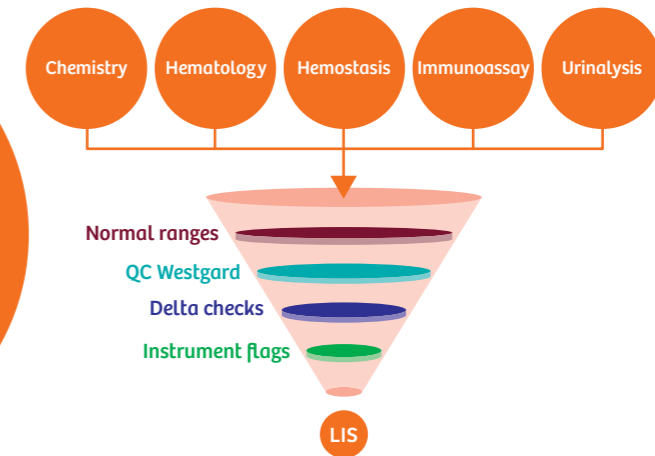 Chemistry
Hematology
Hemostasis
Immunoassay
Urinalysis
Normal ranges
QC Westgard
Delta checks
Instrument flags
LIS